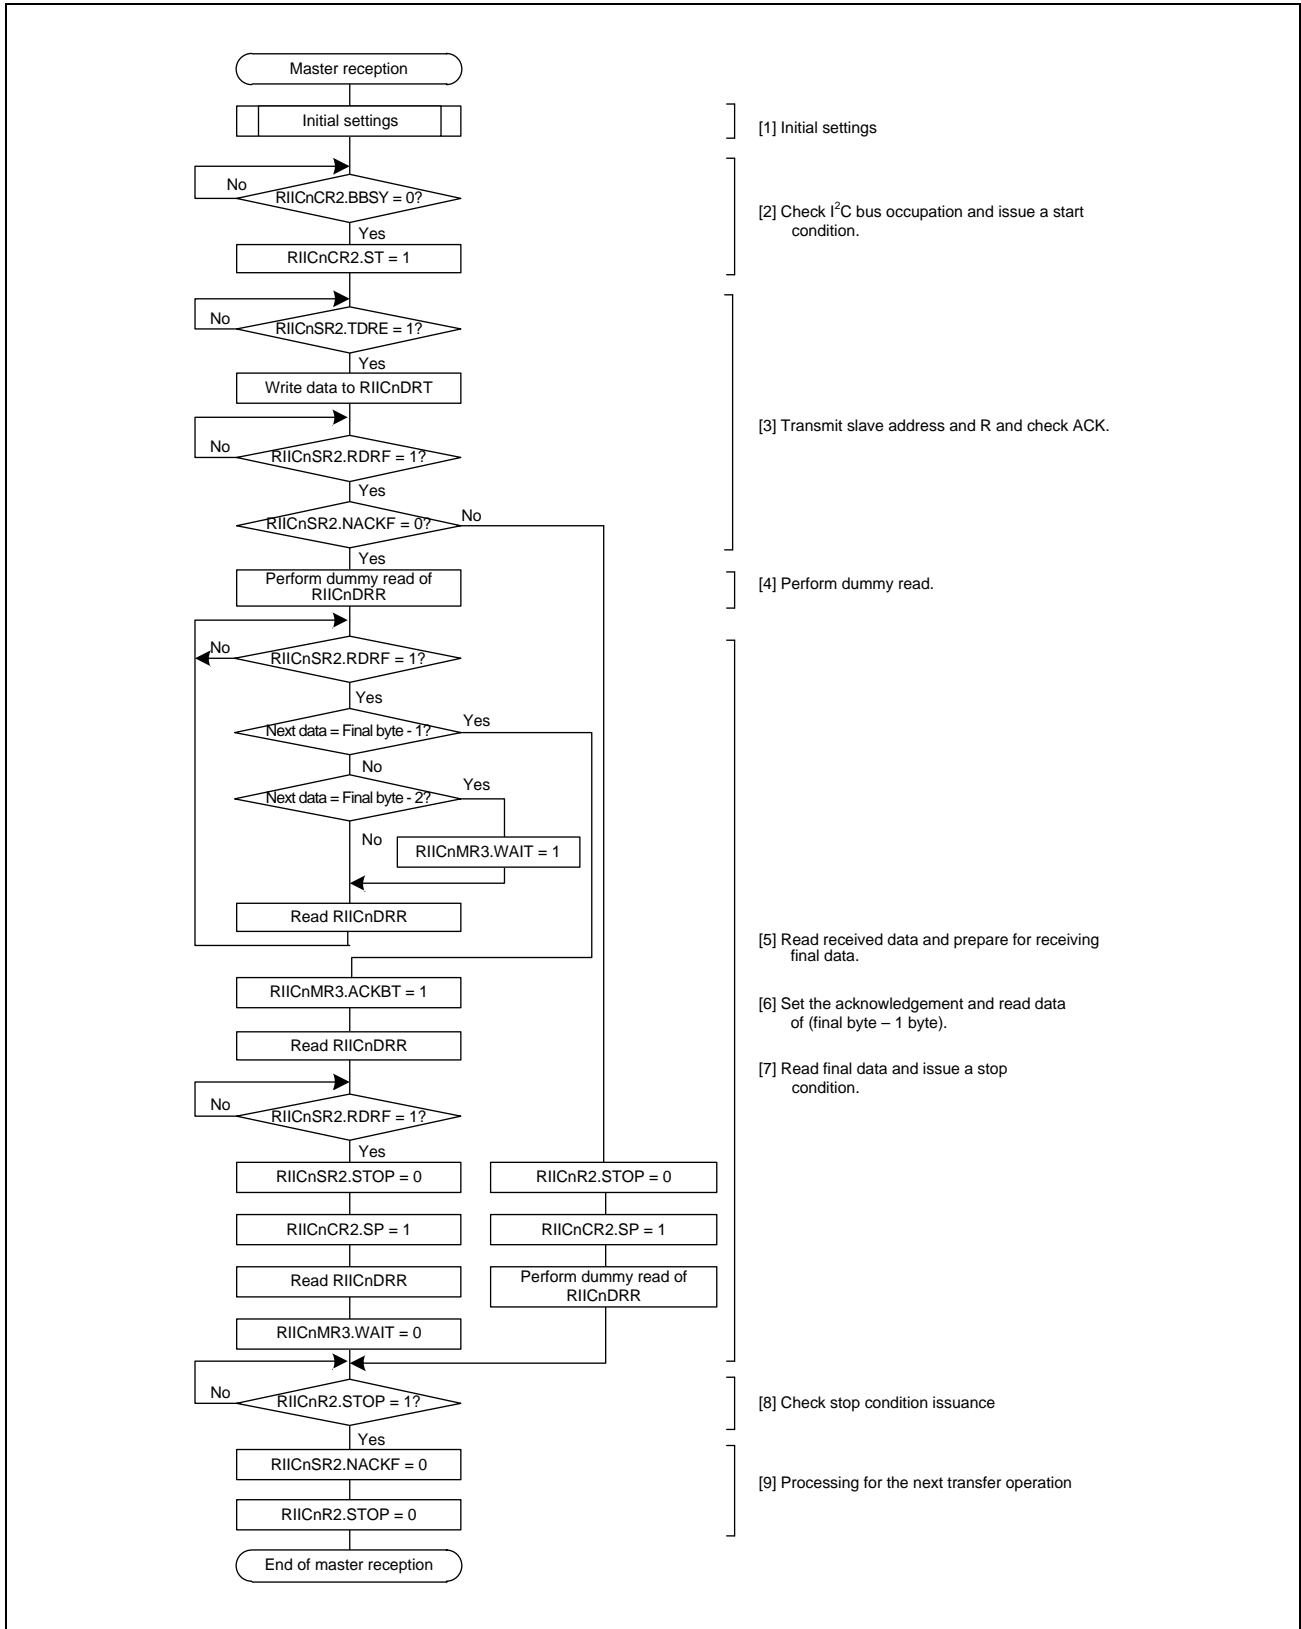 Master reception
Initial settings
[1] Initial settings
No
RIICnCR2.BBSY = 0?
Yes
[2] Check I²C bus occupation and issue a start
condition.
RIICnCR2.ST = 1
No
RIICnSR2.TDRE = 1?
Yes
Write data to RIICnDRT
[3] Transmit slave address and R and check ACK.
No
RIICnSR2.RDRF = 1?
Yes
RIICnSR2.NACKF = 0?
No
Yes
Perform dummy read of
RIICnDRR
[4] Perform dummy read.
No
RIICnSR2.RDRF = 1?
Yes
Next data = Final byte - 1?
Yes
No
Next data = Final byte - 2?
Yes
No
RIICnMR3.WAIT = 1
Read RIICnDRR
[5] Read received data and prepare for receiving
final data.
RIICnMR3.ACKBT = 1
[6] Set the acknowledgement and read data
of (final byte – 1 byte).
Read RIICnDRR
[7] Read final data and issue a stop
condition.
No
RIICnSR2.RDRF = 1?
Yes
RIICnSR2.STOP = 0
RIICnR2.STOP = 0
RIICnCR2.SP = 1
RIICnCR2.SP = 1
Read RIICnDRR
Perform dummy read of
RIICnDRR
RIICnMR3.WAIT = 0
No
RIICnR2.STOP = 1?
Yes
[8] Check stop condition issuance
RIICnSR2.NACKF = 0
[9] Processing for the next transfer operation
RIICnR2.STOP = 0
End of master reception